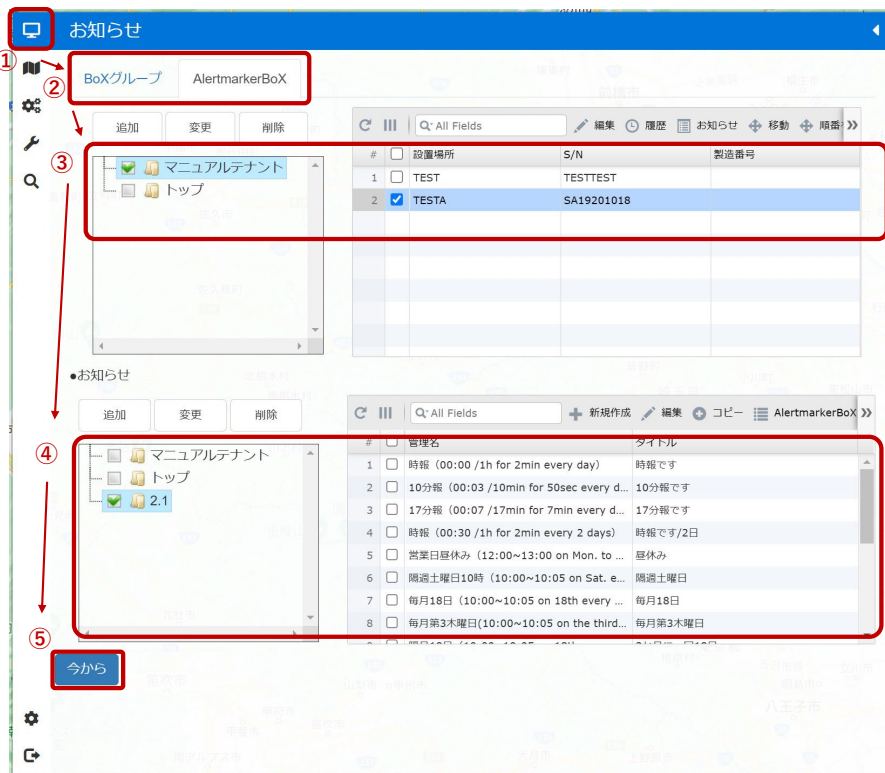 お知らせ
①
②
BoXグループ AlertmarkerBoX
追加 変更 削除
All Fields 編集 履歴 お知らせ 移動 順番
③
マニュアルテナント
トップ
# 設置場所 S/N 製造番号
1 TEST TESTTEST
2 TESTA SA19201018
●お知らせ
追加 変更 削除
All Fields 新規作成 編集 コピー AlertmarkerBoX
④
マニュアルテナント
トップ
2.1
# 管理名 タイトル
1 時報（00:00 /1h for 2min every day） 時報です
2 10分報（00:03 /10min for 50sec every d... 10分報です
3 17分報（00:07 /17min for 7min every d... 17分報です
4 時報（00:30 /1h for 2min every 2 days） 時報です/2日
5 営業日昼休み（12:00~13:00 on Mon. to ... 昼休み
6 隔週土曜日10時（10:00~10:05 on Sat. e... 隔週土曜日
7 毎月18日（10:00~10:05 on 18th every ... 毎月18日
8 毎月第3木曜日(10:00~10:05 on the third... 毎月第3木曜日
⑤
今から